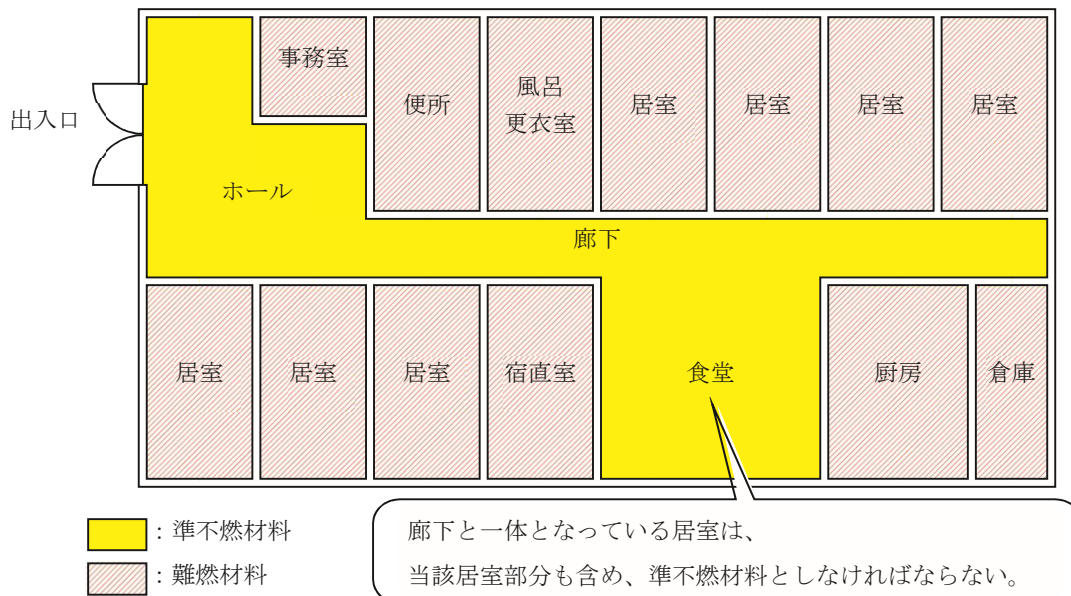 事務室
便所
風呂
更衣室
居室
居室
居室
居室
出入口
ホール
廊下
居室
居室
居室
宿直室
食堂
厨房
倉庫
：準不燃材料
：難燃材料
廊下と一体となっている居室は、
当該居室部分も含め、準不燃材料としなければならない。